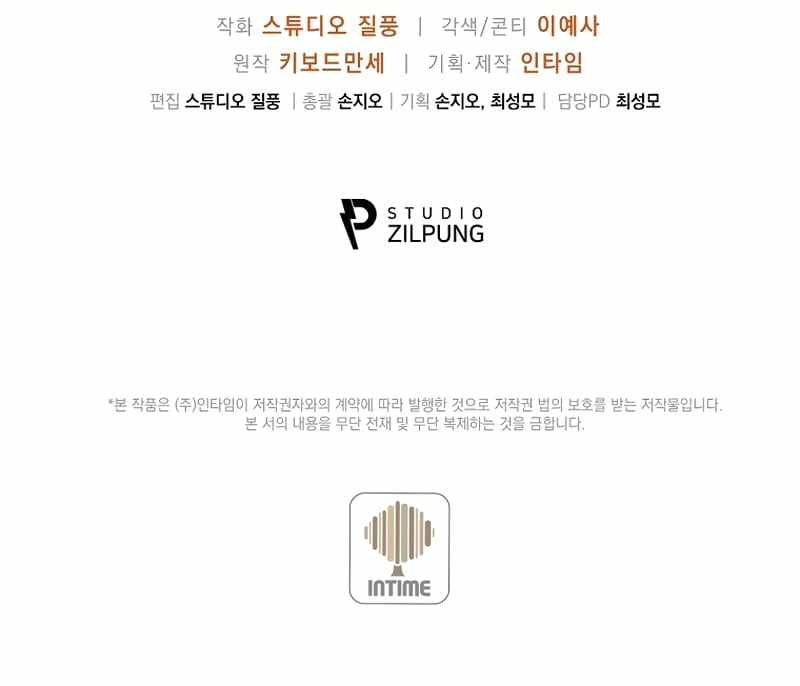 작화 스튜디오 질풍 | 각색/콘티 이예사
원작 키보드만세 | 기획·제작 인타임
편집 스튜디오 질풍 | 총괄 손지오 | 기획 손지오, 최성모 | 담당PD 최성모
STUDIO
ZILPUNG
*본 작품은 (주)인타임이 저작권자와의 계약에 따라 발행한 것으로 저작권 법의 보호를 받는 저작물입니다.
본 서의 내용을 무단 전재 및 무단 복제하는 것을 금합니다.
INTIME